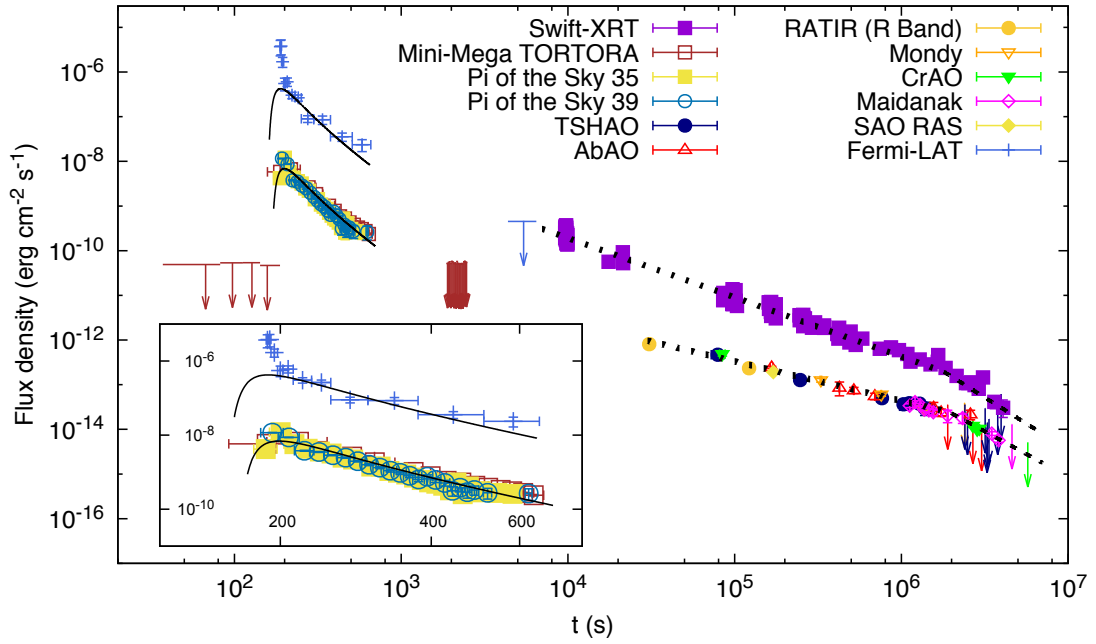 Swift-XRT
Mini-Mega TORTORA
Pi of the Sky 35
Pi of the Sky 39
TSHAO
AbAO
RATIR (R Band)
Mondy
CrAO
Maidanak
SAO RAS
Fermi-LAT
Flux density (erg cm⁻² s⁻¹)
10⁻⁶
10⁻⁸
10⁻¹⁰
10⁻¹²
10⁻¹⁴
10⁻¹⁶
10⁻⁶
10⁻⁸
10⁻¹⁰
200 400 600
10² 10³ 10⁴ 10⁵ 10⁶ 10⁷
t (s)